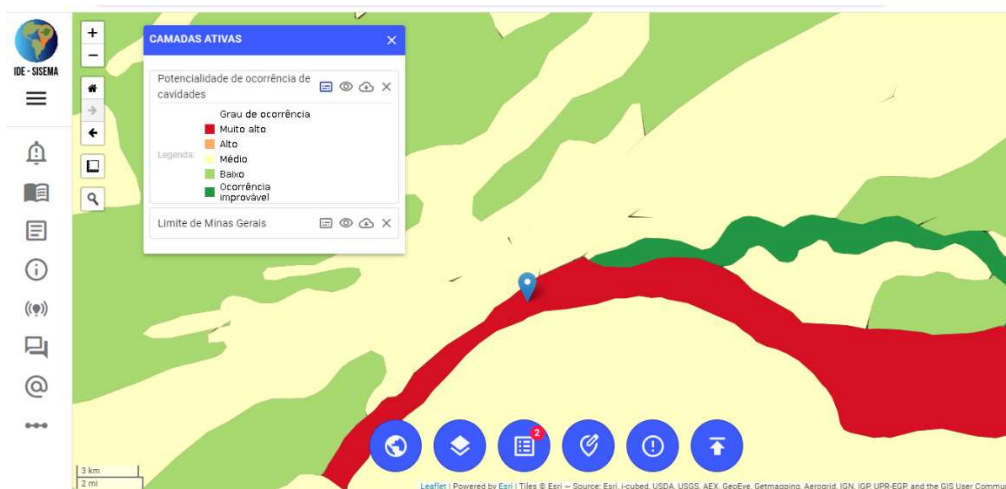 IDE - SISEMA
+
−
CAMADAS ATIVAS
Potencialidade de ocorrência de
cavidades
Grau de ocorrência
Legenda:
Muito alto
Alto
Médio
Baixo
Ocorrência
improvável
Limite de Minas Gerais
2
3 km
2 mi
Leaflet | Powered by Esri | Tiles © Esri — Source: Esri, i-cubed, USDA, USGS, AEX, GeoEye, Getmapping, Aerogrid, IGN, IGP, UPR-EGP, and the GIS User Commu